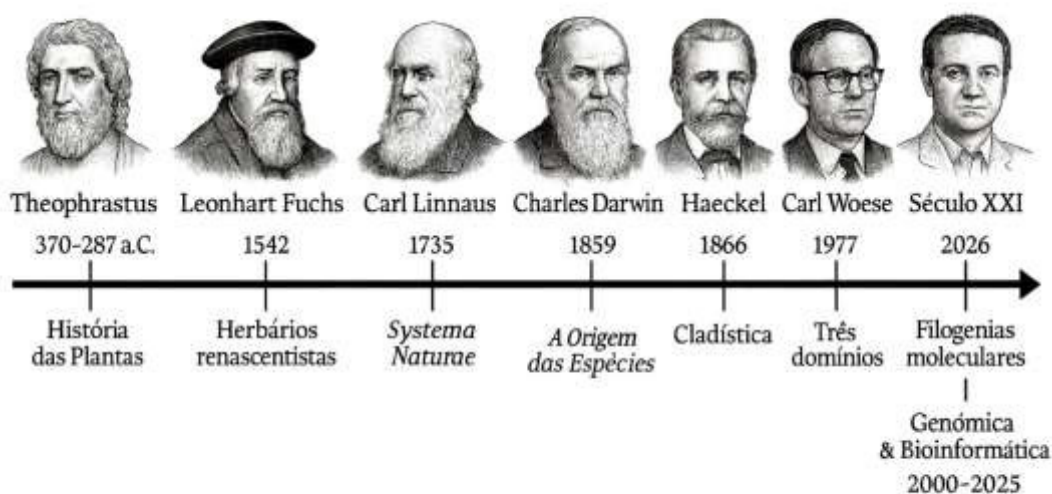 Theophrastus
370-287 a.C.
História
das Plantas
Leonhart Fuchs
1542
Herbários
renascentistas
Carl Linnaus
1735
Systema
Naturae
Charles Darwin
1859
A Origem
das Espècies
Haeckel
1866
Cladística
Carl Woese
1977
Três
domínios
Século XXI
2026
Filogenias
moleculares
Genómica
& Bioinformática
2000-2025